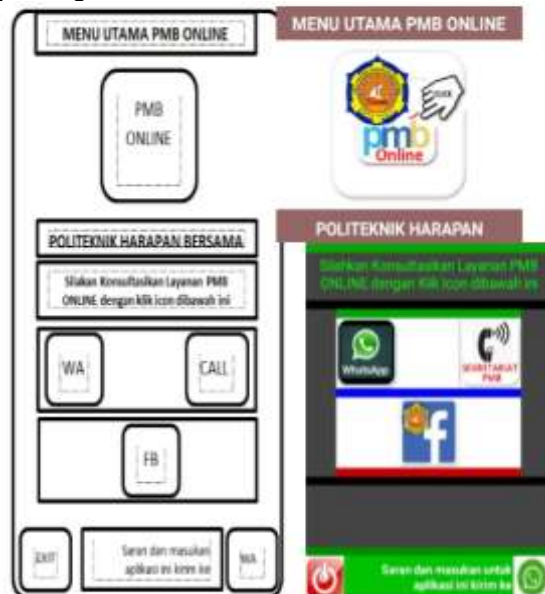 MENU UTAMA PMB ONLINE
PMB
ONLINE
POLITEKNIK HARAPAN BERSAMA
Silakan Konsultasikan Layanan PMB
ONLINE dengan klik icon dibawah ini
WA
CALL
FB
EXIT
Saran dan masukan
aplikasi ini kirim ke
WA
MENU UTAMA PMB ONLINE
CLICK
pmb
Online
POLITEKNIK HARAPAN
Silahkan Konsultasikan Layanan PMB
ONLINE dengan Klik icon dibawah ini
WhatsApp
SEKRETARIAT
PMB
Saran dan masukan untuk
aplikasi ini kirim ke